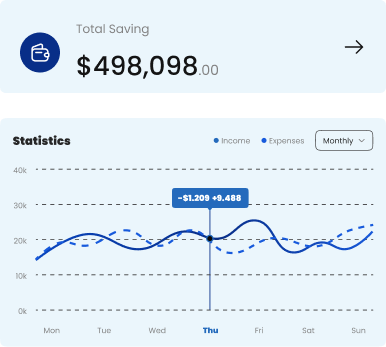 Total Saving
$498,098.00
Statistics
Income
Expenses
Monthly
40k
30k
-$1.209 +9.488
20k
10k
0k
Mon Tue Wed Thu Fri Sat Sun